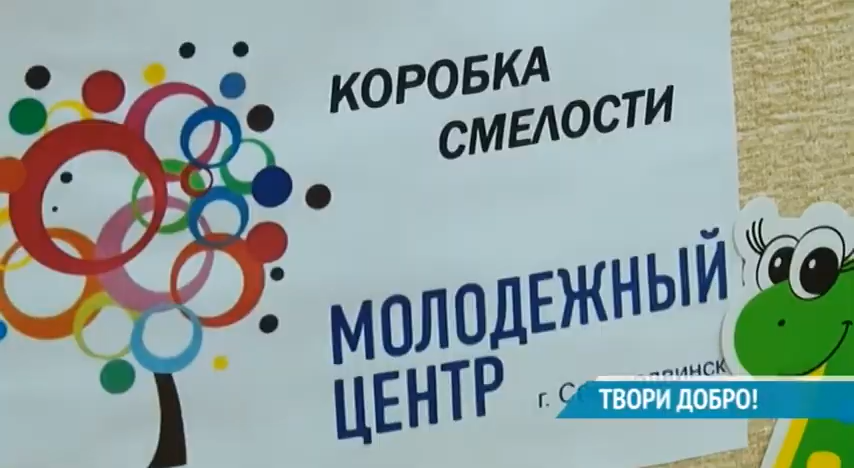 КОРОБКА
СМЕЛОСТИ
МОЛОДЕЖНЫЙ
ЦЕНТР
г.
ТВОРИ ДОБРО!